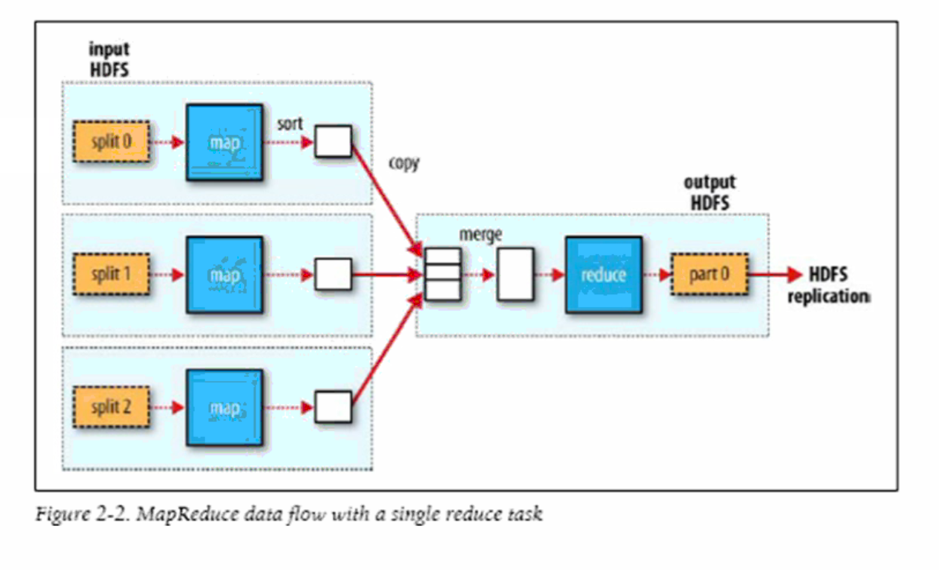 input
HDFS
split 0
map
sort
copy
split 1
map
split 2
map
merge
reduce
output
HDFS
part 0
HDFS
replication
Figure 2-2. MapReduce data flow with a single reduce task